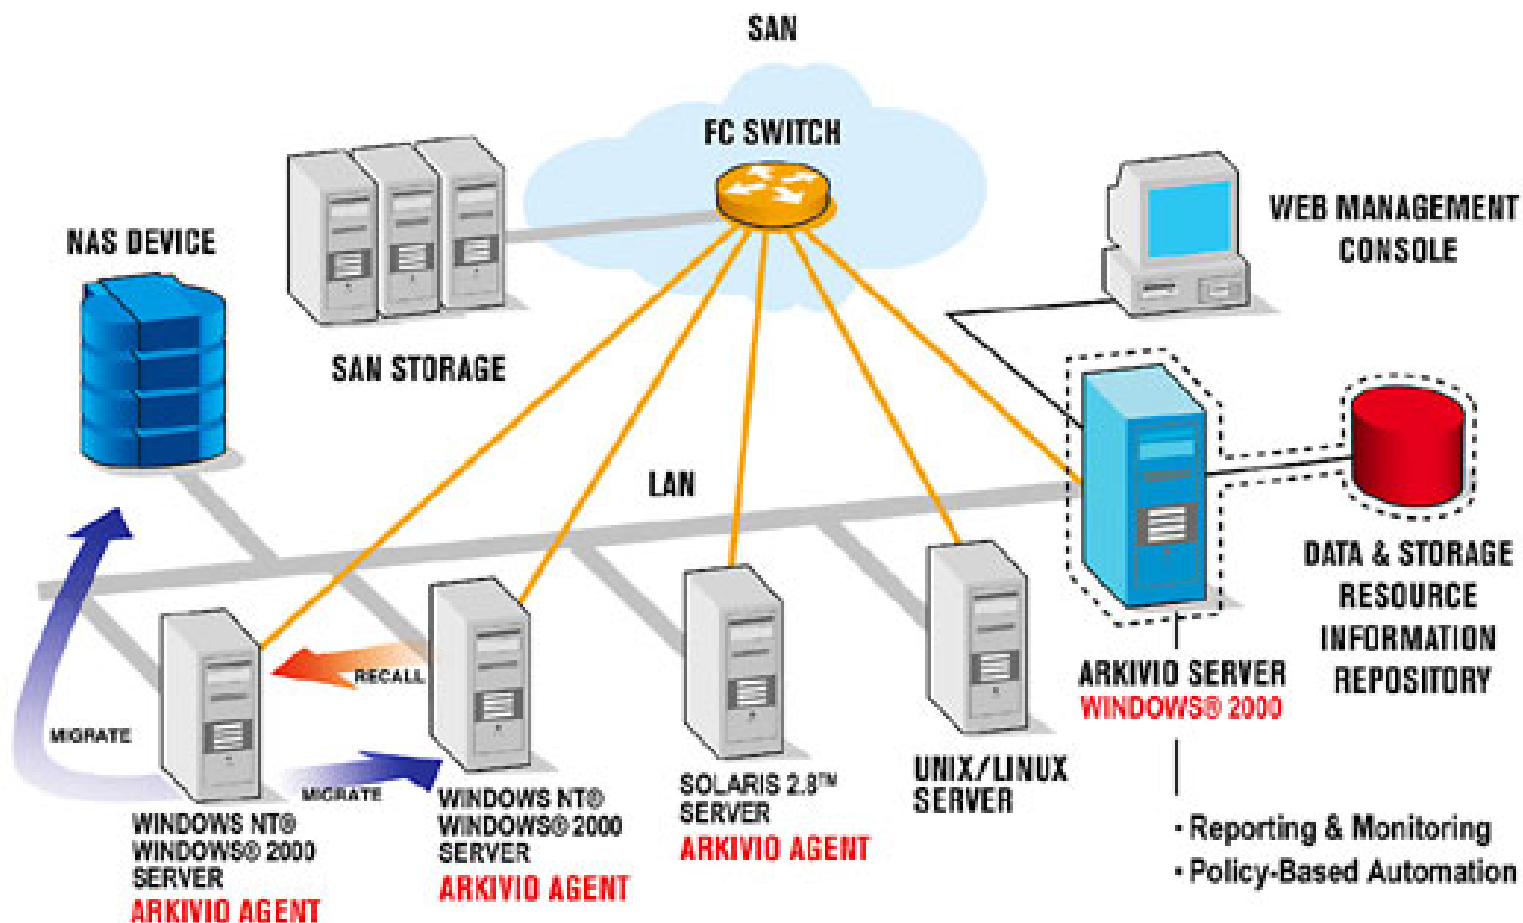 SAN
FC SWITCH
WEB MANAGEMENT
CONSOLE
NAS DEVICE
SAN STORAGE
LAN
DATA & STORAGE
RESOURCE
INFORMATION
REPOSITORY
RECALL
ARKIVIO SERVER
WINDOWS® 2000
MIGRATE
MIGRATE
WINDOWS NT®
WINDOWS® 2000
SERVER
ARKIVIO AGENT
WINDOWS NT®
WINDOWS® 2000
SERVER
ARKIVIO AGENT
SOLARIS 2.8™
SERVER
ARKIVIO AGENT
UNIX/LINUX
SERVER
· Reporting & Monitoring
· Policy-Based Automation